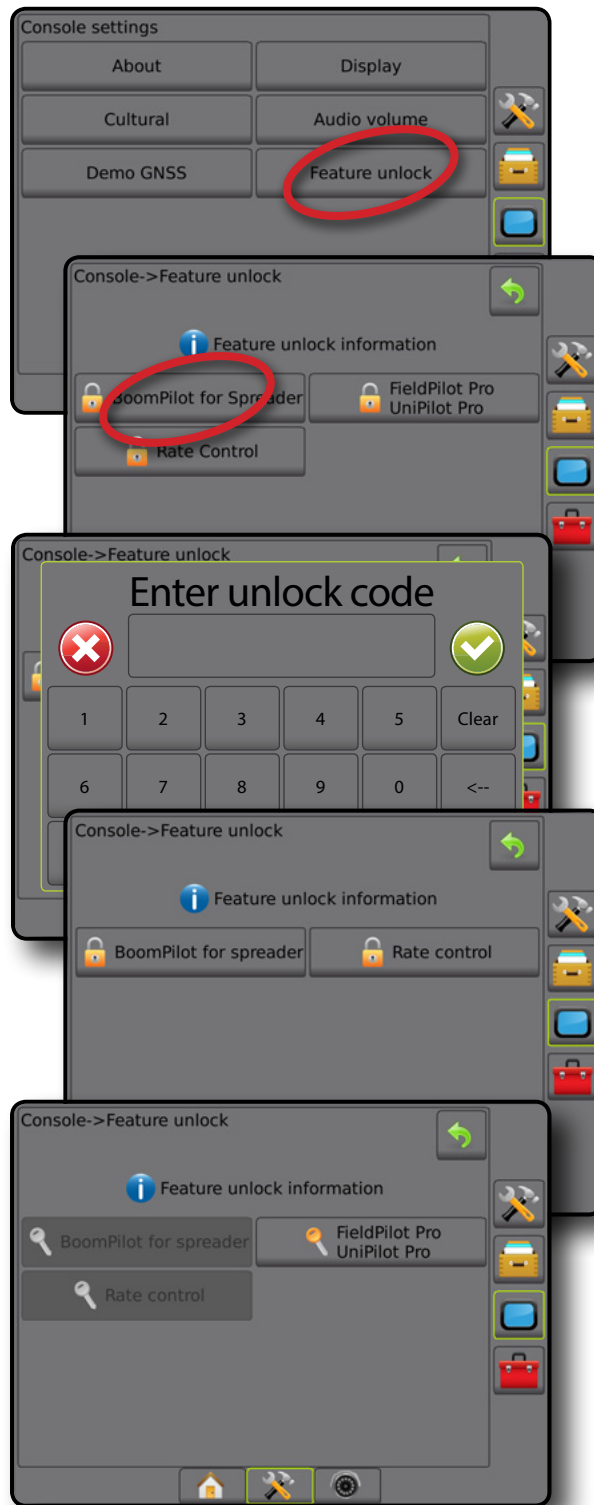 Console settings
About
Display
Cultural
Audio volume
Demo GNSS
Feature unlock
Console->Feature unlock
Feature unlock information
BoomPilot for Spreader
FieldPilot Pro
UniPilot Pro
Rate Control
Console->Feature unlock
Enter unlock code
1 2 3 4 5 Clear
6 7 8 9 0 <--
Console->Feature unlock
Feature unlock information
BoomPilot for spreader
Rate control
Console->Feature unlock
Feature unlock information
BoomPilot for spreader
FieldPilot Pro
UniPilot Pro
Rate control